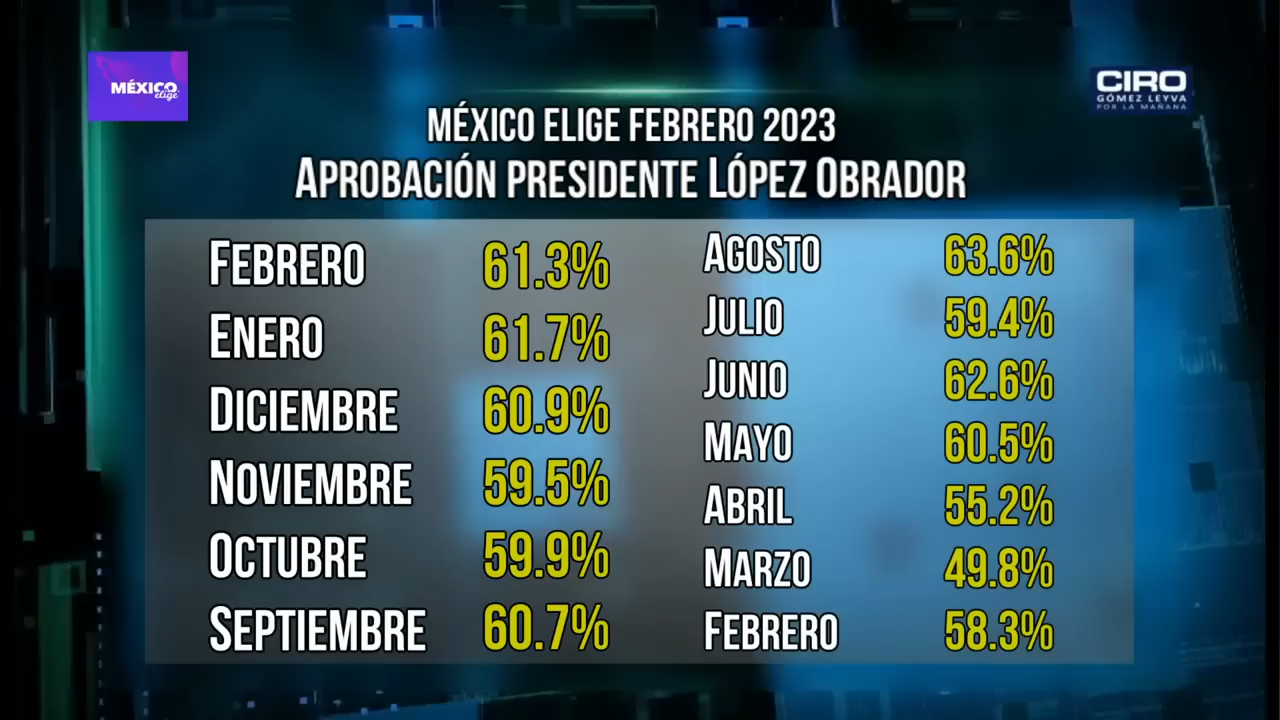 MÉXICO
elige
CIRO
GÓMEZ LEYVA
POR LA MAÑANA
MÉXICO ELIGE FEBRERO 2023
APROBACIÓN PRESIDENTE LÓPEZ OBRADOR
FEBRERO 61.3%
ENERO 61.7%
DICIEMBRE 60.9%
NOVIEMBRE 59.5%
OCTUBRE 59.9%
SEPTIEMBRE 60.7%
AGOSTO 63.6%
JULIO 59.4%
JUNIO 62.6%
MAYO 60.5%
ABRIL 55.2%
MARZO 49.8%
FEBRERO 58.3%